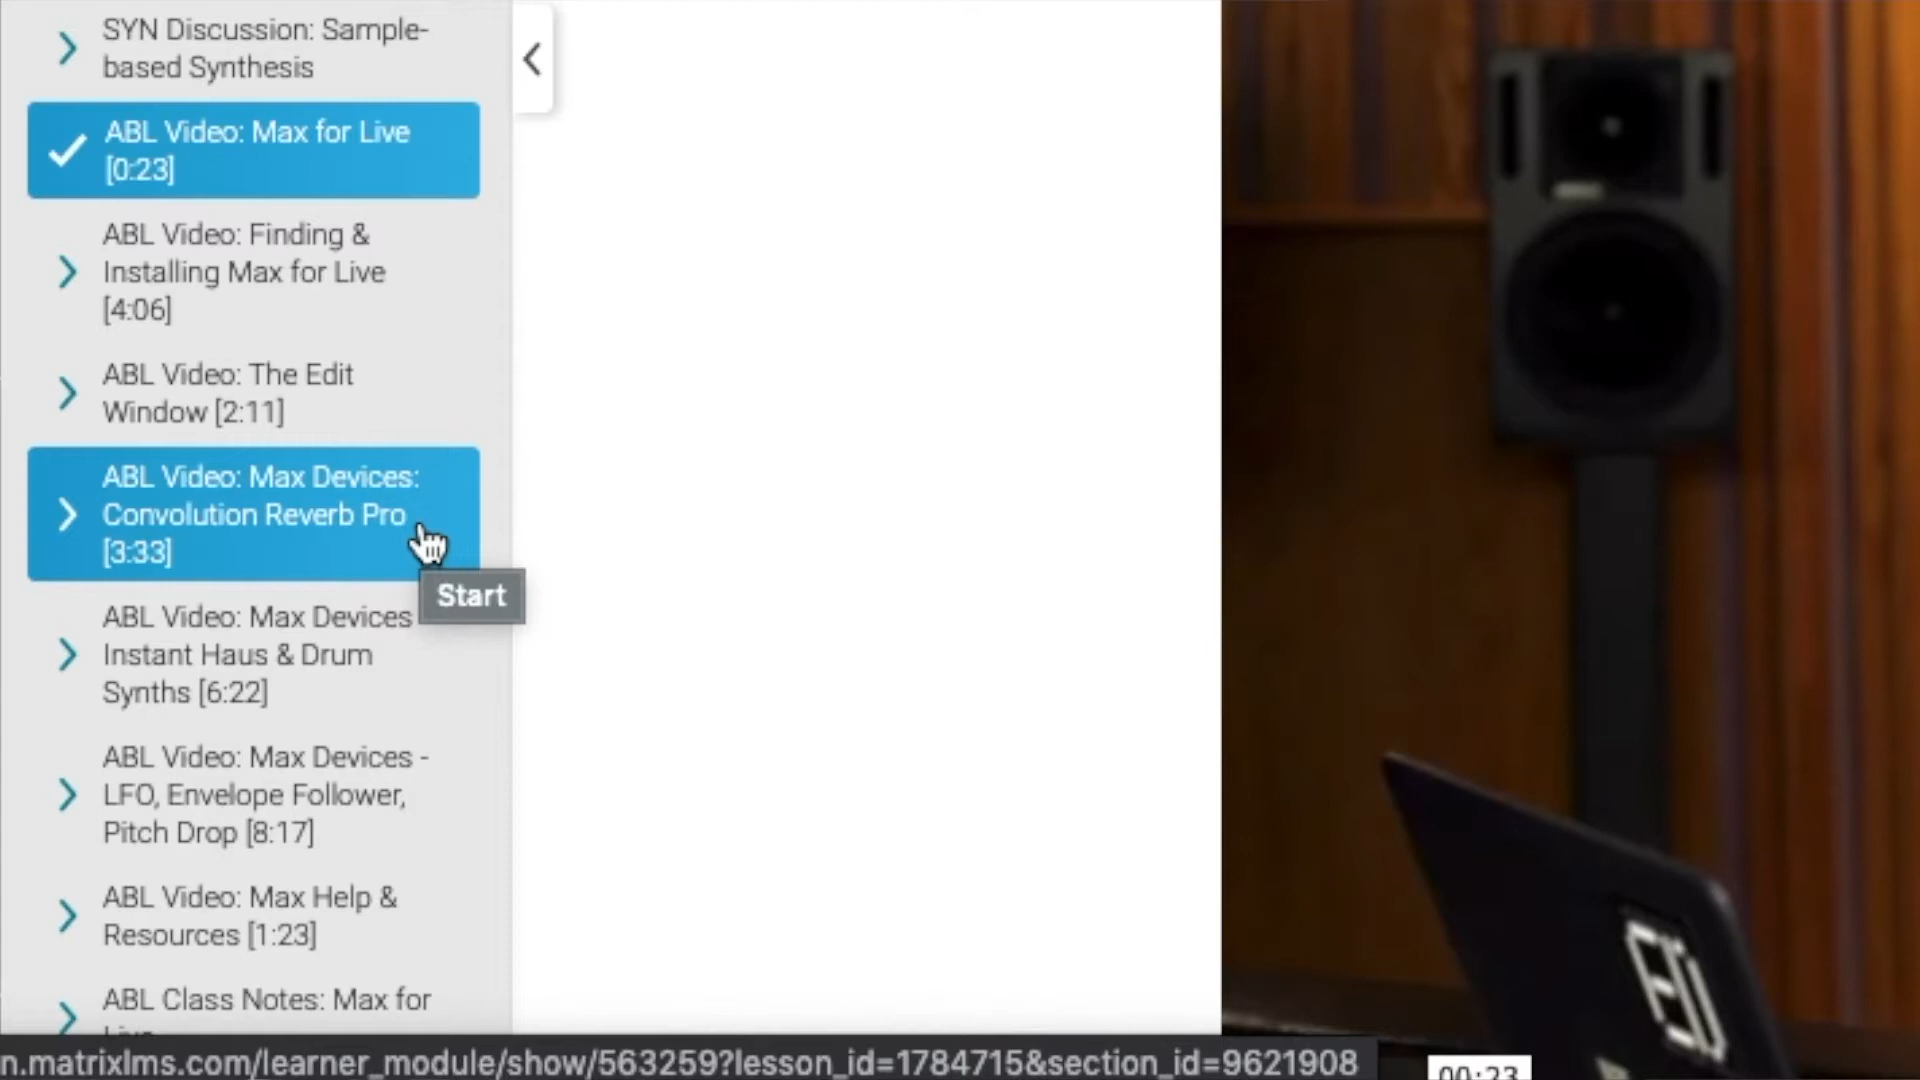 SYN Discussion: Sample-
based Synthesis
ABL Video: Max for Live
[0:23]
ABL Video: Finding &
Installing Max for Live
[4:06]
ABL Video: The Edit
Window [2:11]
ABL Video: Max Devices:
Convolution Reverb Pro
[3:33]
Start
ABL Video: Max Devices
Instant Haus & Drum
Synths [6:22]
ABL Video: Max Devices -
LFO, Envelope Follower,
Pitch Drop [8:17]
ABL Video: Max Help &
Resources [1:23]
ABL Class Notes: Max for
Live
n.matrixlms.com/learner_module/show/563259?lesson_id=1784715&section_id=9621908
00:23